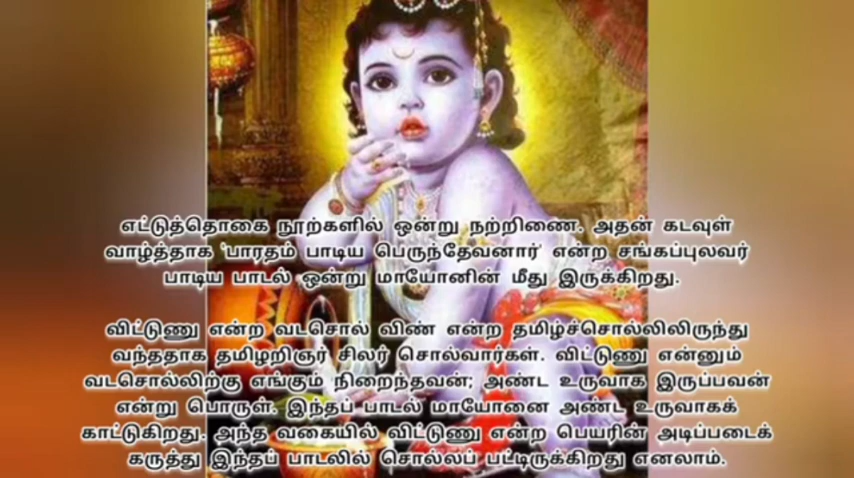 எட்டுத்தொகை நூற்களில் ஒன்று நற்றிணை. அதன் கடவுள்
வாழ்த்தாக 'பாரதம் பாடிய பெருந்தேவனார்' என்ற சங்கப்புலவர்
பாடிய பாடல் ஒன்று மாயோனின் மீது இருக்கிறது.
விட்டுணு என்ற வடசொல் விண் என்ற தமிழ்ச்சொல்லிலிருந்து
வந்ததாக தமிழறிஞர் சிலர் சொல்வார்கள். விட்டுணு என்னும்
வடசொல்லிற்கு எங்கும் நிறைந்தவன்; அண்ட உருவாக இருப்பவன்
என்று பொருள். இந்தப் பாடல் மாயோனை அண்ட உருவாகக்
காட்டுகிறது. அந்த வகையில் விட்டுணு என்ற பெயரின் அடிப்படைக்
கருத்து இந்தப் பாடலில் சொல்லப் பட்டிருக்கிறது எனலாம்.